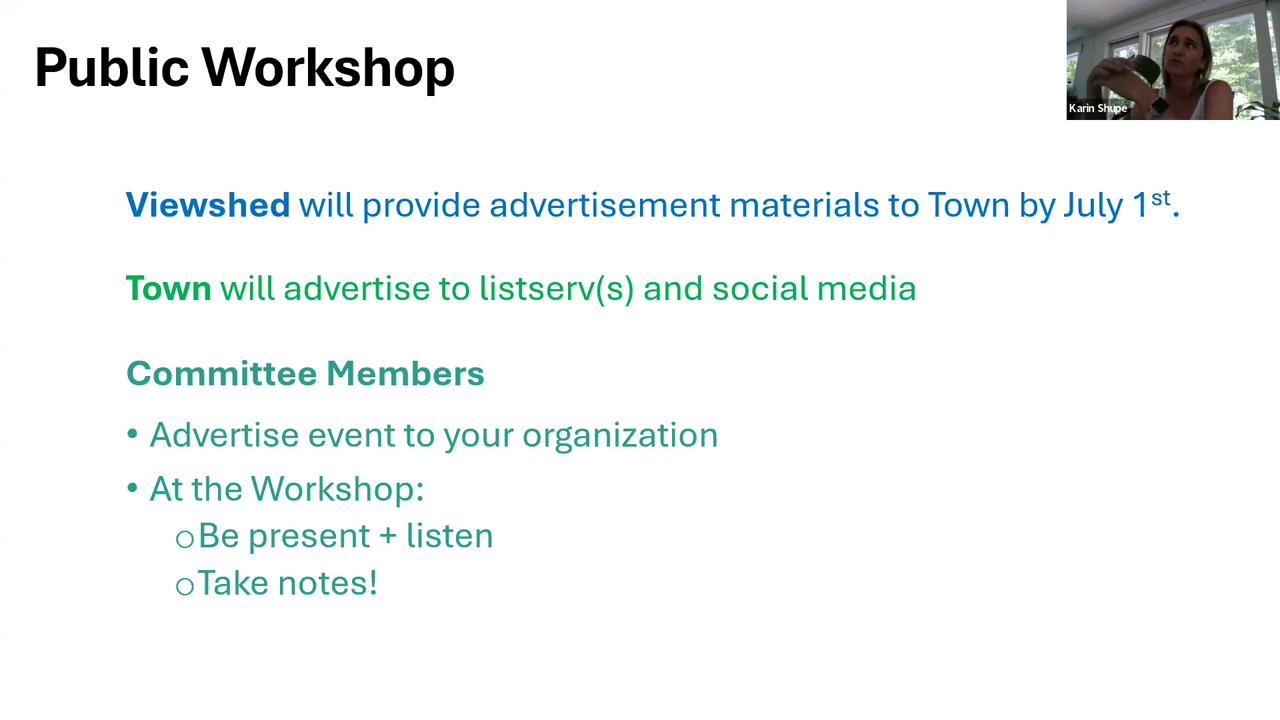 Public Workshop
Karin Shupe
Viewshed will provide advertisement materials to Town by July 1st.
Town will advertise to listserv(s) and social media
Committee Members
• Advertise event to your organization
• At the Workshop:
o Be present + listen
o Take notes!